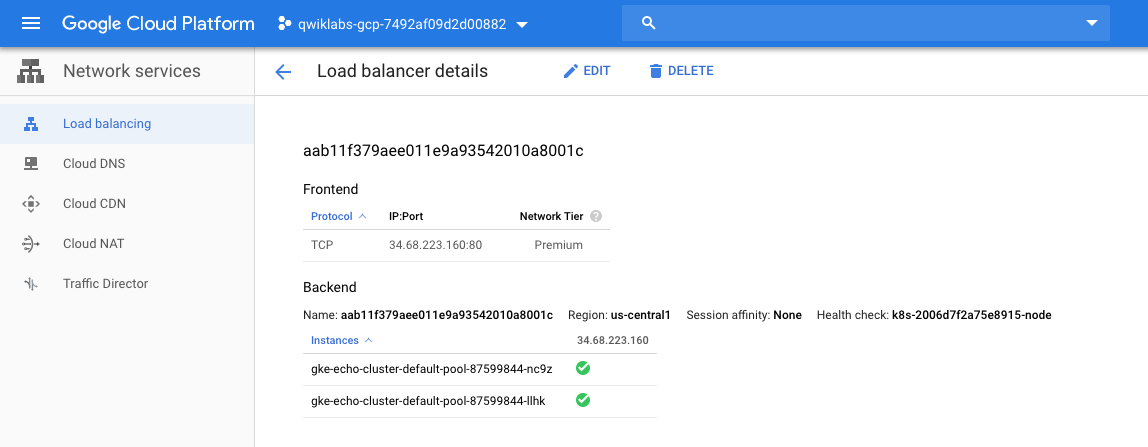 Google Cloud Platform qwiklabs-gcp-7492af09d2d00882
Network services
Load balancer details EDIT DELETE
Load balancing
Cloud DNS
Cloud CDN
Cloud NAT
Traffic Director
aab11f379aee011e9a93542010a8001c
Frontend
Protocol IP:Port Network Tier ?
TCP 34.68.223.160:80 Premium
Backend
Name: aab11f379aee011e9a93542010a8001c Region: us-central1 Session affinity: None Health check: k8s-2006d7f2a75e8915-node
Instances 34.68.223.160
gke-echo-cluster-default-pool-87599844-nc9z
gke-echo-cluster-default-pool-87599844-llhk